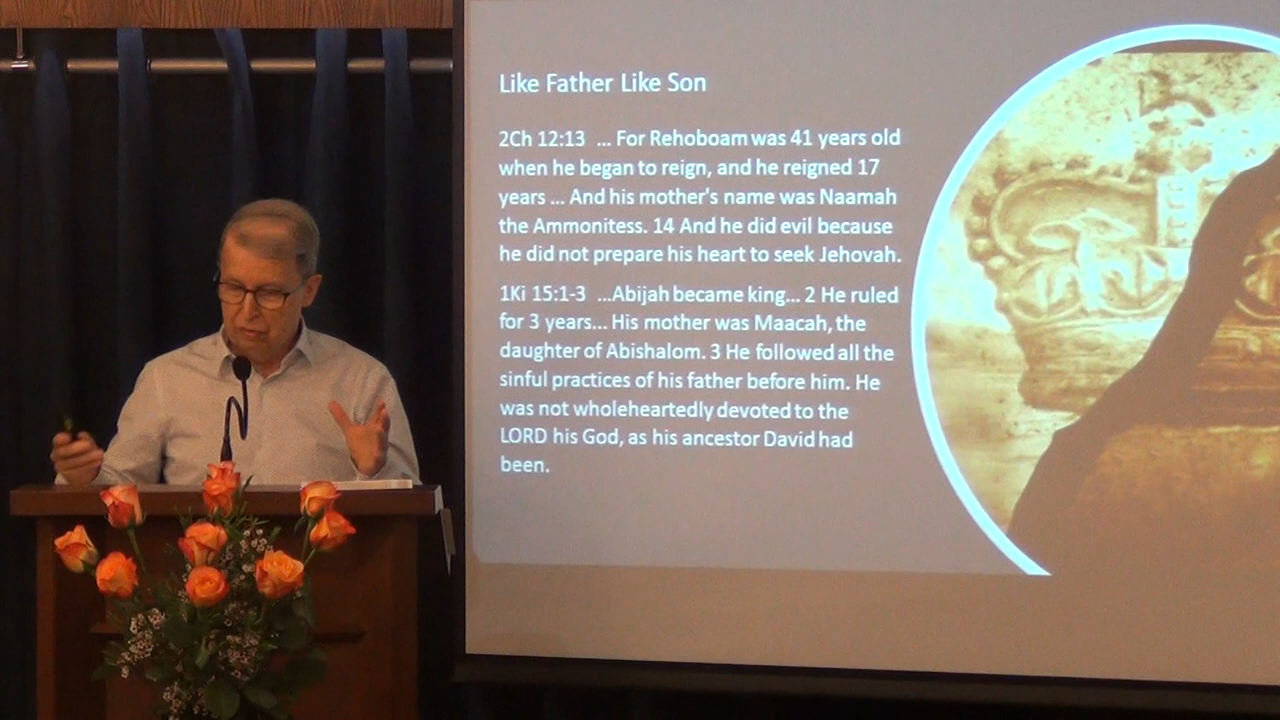 Like Father Like Son
2Ch 12:13 ... For Rehoboam was 41 years old
when he began to reign, and he reigned 17
years ... And his mother's name was Naamah
the Ammonitess. 14 And he did evil because
he did not prepare his heart to seek Jehovah.
1Ki 15:1-3 ...Abijah became king... 2 He ruled
for 3 years... His mother was Maacah, the
daughter of Abishalom. 3 He followed all the
sinful practices of his father before him. He
was not wholeheartedly devoted to the
LORD his God, as his ancestor David had
been.